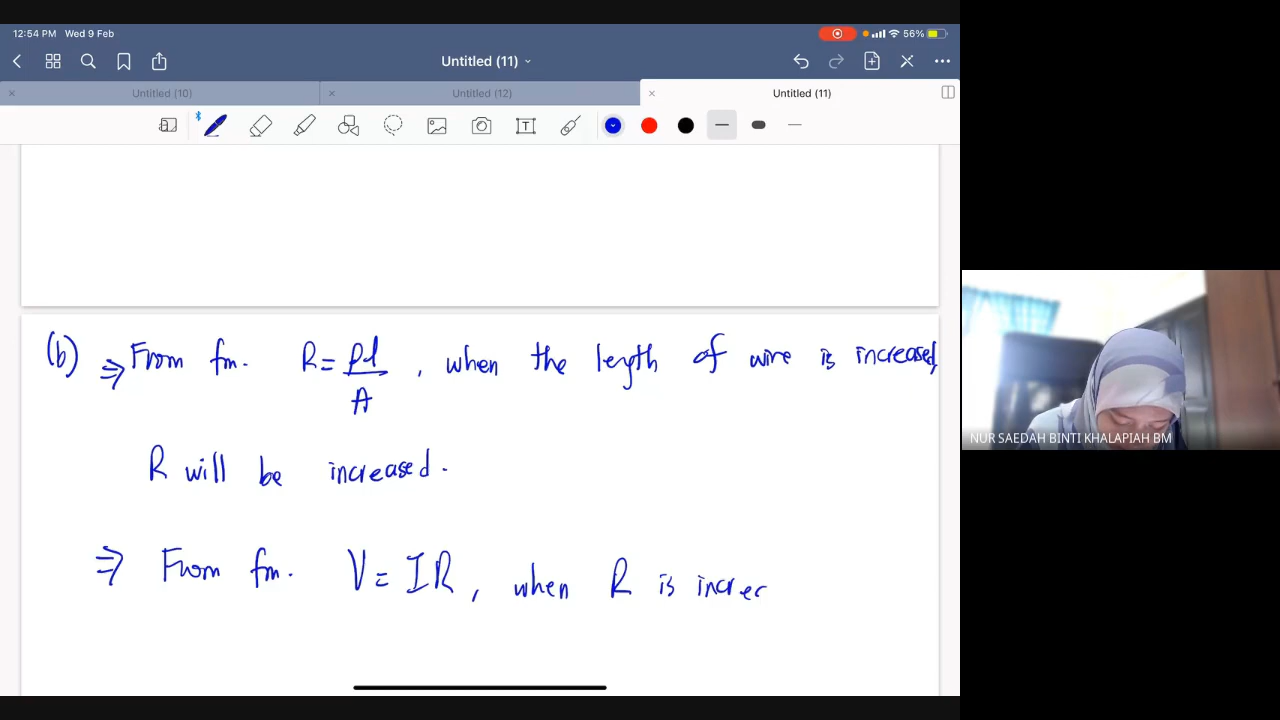 12:54 PM Wed 9 Feb
56%
Untitled (11)
Untitled (10)
Untitled (12)
Untitled (11)
T
(b) ⇒ From fm. R = ρl/A , when the length of wire is increased,
R will be increased.
⇒ From fm. V = IR , when R is increa
NUR SAEDAH BINTI KHALAPIAH BM